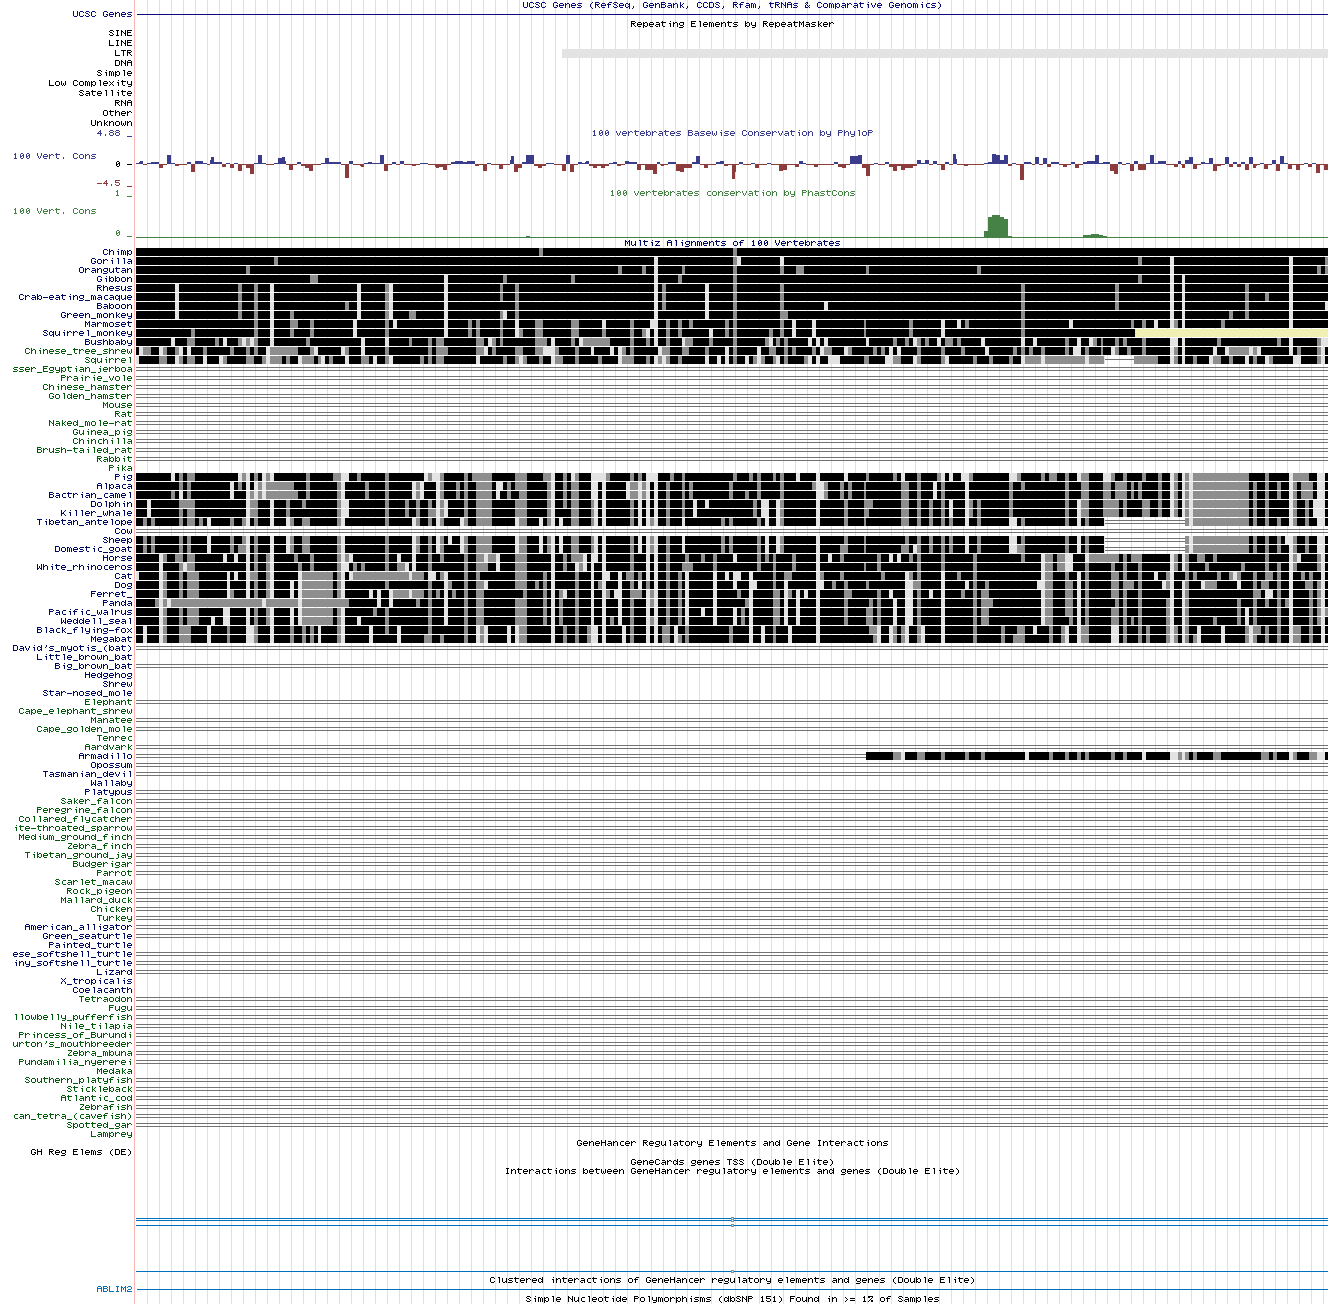 UCSC Genes (RefSeq, GenBank, CCDS, Rfam, tRNAs & Comparative Genomics)
UCSC Genes
Repeating Elements by RepeatMasker
SINE
LINE
LTR
DNA
Simple
Low Complexity
Satellite
RNA
Other
Unknown
4.88 _
100 vertebrates Basewise Conservation by PhyloP
100 Vert. Cons
0 _
-4.5 _
100 vertebrates conservation by PhastCons
1 _
100 Vert. Cons
0 _
Multiz Alignments of 100 Vertebrates
Chimp
Gorilla
Orangutan
Gibbon
Rhesus
Crab-eating_macaque
Baboon
Green_monkey
Marmoset
Squirrel_monkey
Bushbaby
Chinese_tree_shrew
Squirrel
sser_Egyptian_jerboa
Prairie_vole
Chinese_hamster
Golden_hamster
Mouse
Rat
Naked_mole-rat
Guinea_pig
Chinchilla
Brush-tailed_rat
Rabbit
Pika
Pig
Alpaca
Bactrian_camel
Dolphin
Killer_whale
Tibetan_antelope
Cow
Sheep
Domestic_goat
Horse
White_rhinoceros
Cat
Dog
Ferret_
Panda
Pacific_walrus
Weddell_seal
Black_flying-fox
Megabat
David's_myotis_(bat)
Little_brown_bat
Big_brown_bat
Hedgehog
Shrew
Star-nosed_mole
Elephant
Cape_elephant_shrew
Manatee
Cape_golden_mole
Tenrec
Aardvark
Armadillo
Opossum
Tasmanian_devil
Wallaby
Platypus
Saker_falcon
Peregrine_falcon
Collared_flycatcher
ite-throated_sparrow
Medium_ground_finch
Zebra_finch
Tibetan_ground_jay
Budgerigar
Parrot
Scarlet_macaw
Rock_pigeon
Mallard_duck
Chicken
Turkey
American_alligator
Green_seaturtle
Painted_turtle
ese_softshell_turtle
iny_softshell_turtle
Lizard
X_tropicalis
Coelacanth
Tetraodon
Fugu
llowbelly_pufferfish
Nile_tilapia
Princess_of_Burundi
urton's_mouthbreeder
Zebra_mbuna
Pundamilia_nyererei
Medaka
Southern_platyfish
Stickleback
Atlantic_cod
Zebrafish
can_tetra_(cavefish)
Spotted_gar
Lamprey
GeneHancer Regulatory Elements and Gene Interactions
GH Reg Elems (DE)
GeneCards genes TSS (Double Elite)
Interactions between GeneHancer regulatory elements and genes (Double Elite)
Clustered interactions of GeneHancer regulatory elements and genes (Double Elite)
ABLIM2
Simple Nucleotide Polymorphisms (dbSNP 151) Found in >= 1% of Samples